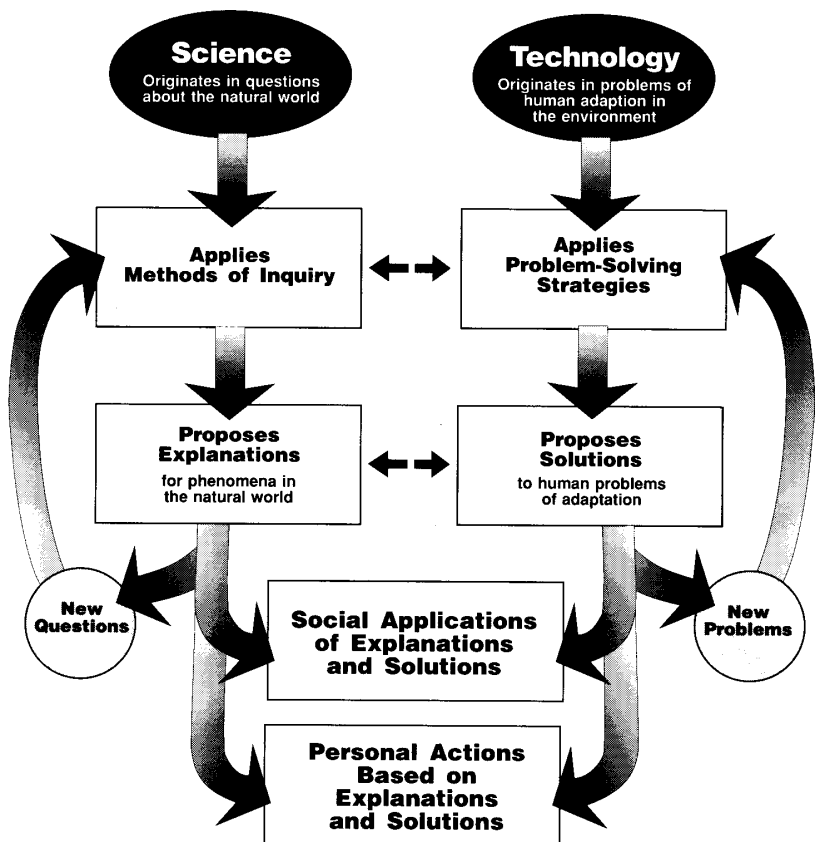 Science
Originates in questions
about the natural world
Technology
Originates in problems of
human adaption in
the environment
Applies
Methods of Inquiry
Applies
Problem-Solving
Strategies
Proposes
Explanations
for phenomena in
the natural world
Proposes
Solutions
to human problems
of adaptation
New
Questions
Social Applications
of Explanations
and Solutions
New
Problems
Personal Actions
Based on
Explanations
and Solutions